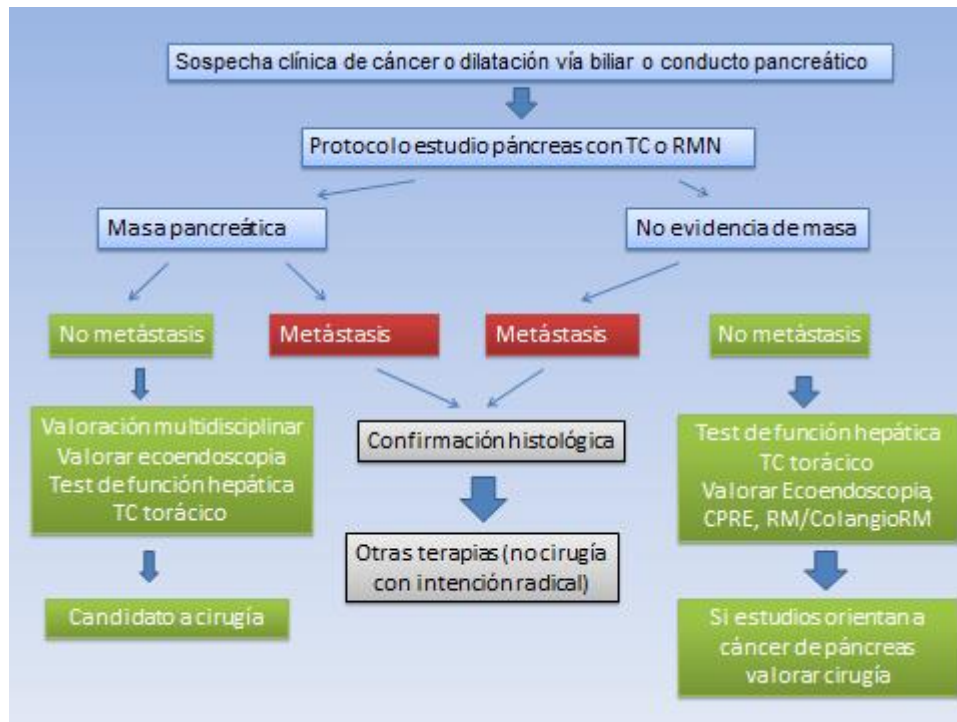 Sospecha clínica de cáncer o dilatación vía biliar o conducto pancreático
Protocolo estudio páncreas con TC o RMN
Masa pancreática
No evidencia de masa
No metástasis
Metástasis
Metástasis
No metástasis
Valoración multidisciplinar
Valorar ecoendoscopia
Test de función hepática
TC torácico
Confirmación histológica
Test de función hepática
TC torácico
Valorar Ecoendoscopia,
CPRE, RM/ColangioRM
Otras terapias (no cirugía
con intención radical)
Candidato a cirugía
Si estudios orientan a
cáncer de páncreas
valorar cirugía